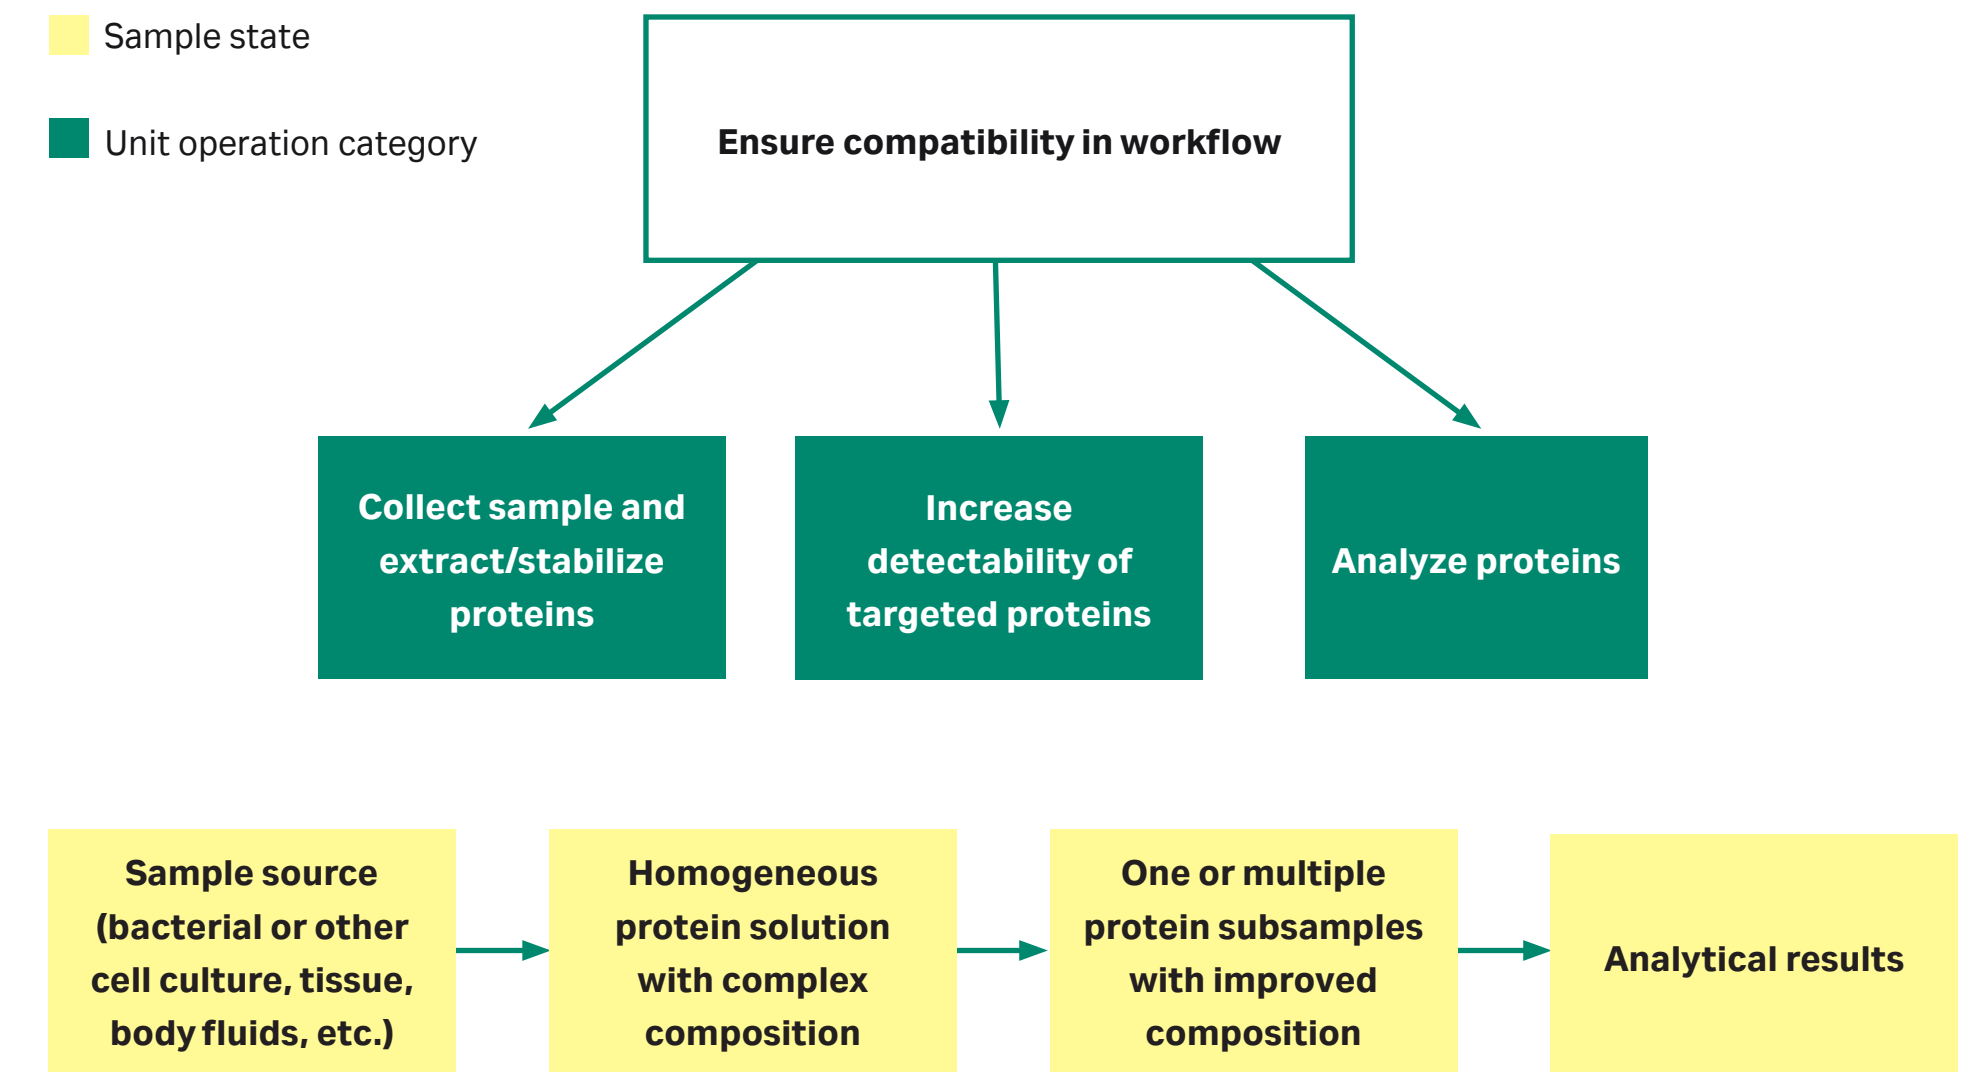 Sample state
Unit operation category
Ensure compatibility in workflow
Collect sample and
extract/stabilize
proteins
Increase
detectability of
targeted proteins
Analyze proteins
Sample source
(bacterial or other
cell culture, tissue,
body fluids, etc.)
Homogeneous
protein solution
with complex
composition
One or multiple
protein subsamples
with improved
composition
Analytical results